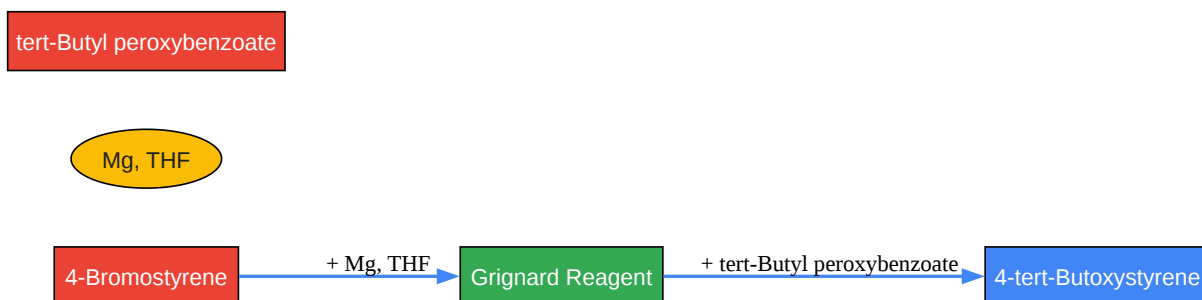 tert-Butyl peroxybenzoate
Mg, THF
4-Bromostyrene
+ Mg, THF
Grignard Reagent
+ tert-Butyl peroxybenzoate
4-tert-Butoxystyrene